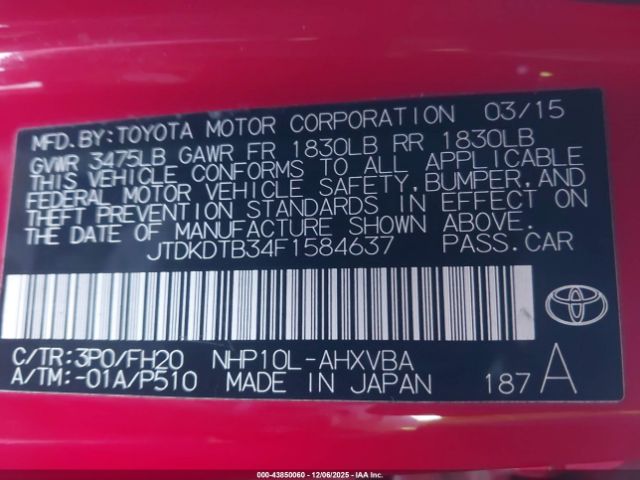 MFD.BY:TOYOTA MOTOR CORPORATION 03/15
GVWR 3475LB GAWR FR 1830LB RR 1830LB
THIS VEHICLE CONFORMS TO ALL APPLICABLE
FEDERAL MOTOR VEHICLE SAFETY,BUMPER,AND
THEFT PREVENTION STANDARDS IN EFFECT ON
THE DATE OF MANUFACTURE SHOWN ABOVE.
JTDKDTB34F1584637 PASS.CAR
C/TR:3P0/FH20 NHP10L-AHXVBA
A/TM:-01A/P510 MADE IN JAPAN 187 A
TOYOTA
000-43850060 - 12/06/2025 - IAA Inc.